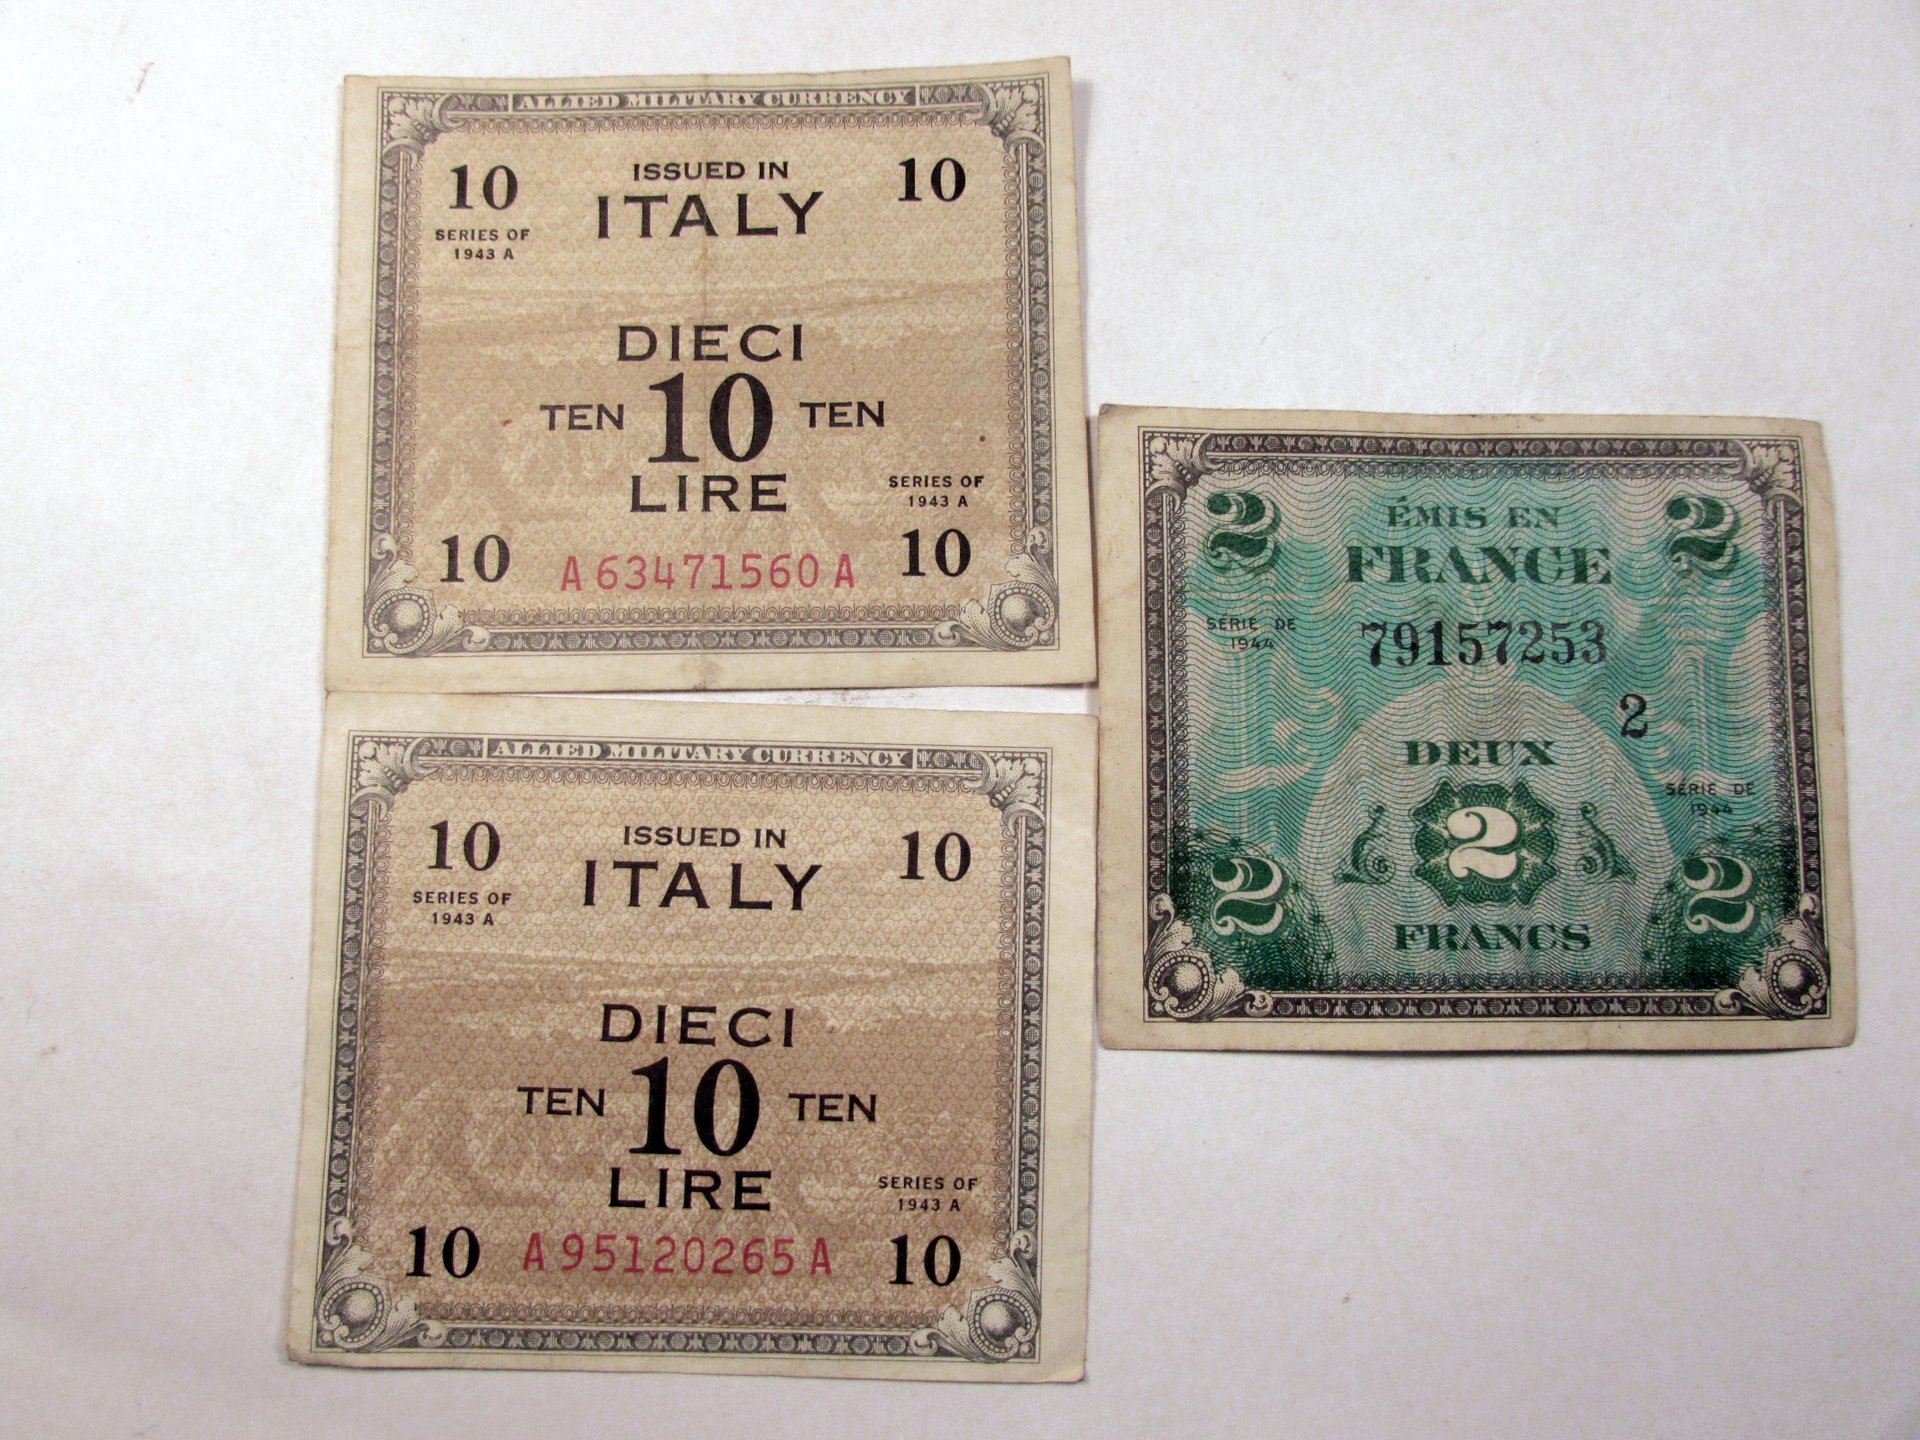 ALLIED MILITARY CURRENCY
10 ISSUED IN 10
ITALY
SERIES OF
1943 A
DIECI
TEN 10 TEN
LIRE
SERIES OF
1943 A
10 A 63471560 A 10
ALLIED MILITARY CURRENCY
10 ISSUED IN 10
ITALY
SERIES OF
1943 A
DIECI
TEN 10 TEN
LIRE
SERIES OF
1943 A
10 A 95120265 A 10
2 ÉMIS EN 2
FRANCE
SÉRIE DE
1944
79157253
2
DEUX
SÉRIE DE
1944
2 2 2
FRANCS
3